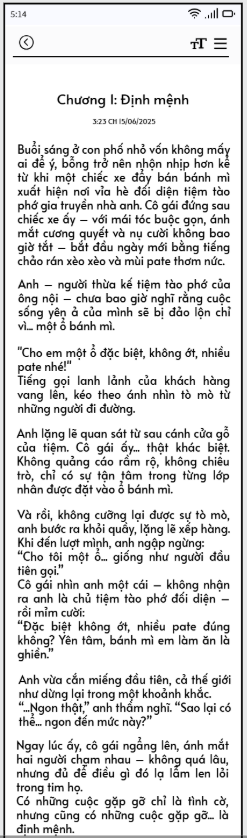 5:14
TT
Chương 1: Định mệnh
3:23 CH 15/06/2025
Buổi sáng ở con phố nhỏ vốn không mấy
ai để ý, bỗng trở nên nhộn nhịp hơn kể
từ khi một chiếc xe đẩy bán bánh mì
xuất hiện nơi vỉa hè đối diện tiệm tào
phớ gia truyền nhà anh. Cô gái đứng sau
chiếc xe ấy – với mái tóc buộc gọn, ánh
mắt cương quyết và nụ cười không bao
giờ tắt – bắt đầu ngày mới bằng tiếng
chảo rán xèo xèo và mùi pate thơm nức.
Anh – người thừa kế tiệm tào phớ của
ông nội – chưa bao giờ nghĩ rằng cuộc
sống yên ả của mình sẽ bị đảo lộn chỉ
vì... một ổ bánh mì.
“Cho em một ổ đặc biệt, không ớt, nhiều
pate nhé!”
Tiếng gọi lanh lảnh của khách hàng
vang lên, kéo theo ánh nhìn tò mò từ
những người đi đường.
Anh lặng lẽ quan sát từ sau cánh cửa gỗ
của tiệm. Cô gái ấy... thật khác biệt.
Không quảng cáo rầm rộ, không chiêu
trò, chỉ có sự tận tâm trong từng lớp
nhân được đặt vào ổ bánh mì.
Và rồi, không cưỡng lại được sự tò mò,
anh bước ra khỏi quầy, lặng lẽ xếp hàng.
Khi đến lượt mình, anh ngập ngừng:
“Cho tôi một ổ... giống như người đầu
tiên gọi.”
Cô gái nhìn anh một cái – không nhận
ra anh là chủ tiệm tào phớ đối diện –
rồi mỉm cười:
“Đặc biệt không ớt, nhiều pate đúng
không? Yên tâm, bánh mì em làm ăn là
ghiền.”
Anh vừa cắn miếng đầu tiên, cả thế giới
như dừng lại trong một khoảnh khắc.
“...Ngon thật,” anh thầm nghĩ. “Sao lại có
thể... ngon đến mức này?”
Ngay lúc ấy, cô gái ngẩng lên, ánh mắt
hai người chạm nhau – không quá lâu,
nhưng đủ để điều gì đó lạ lẫm len lỏi
trong tim họ.
Có những cuộc gặp gỡ chỉ là tình cờ,
nhưng cũng có những cuộc gặp gỡ... là
định mệnh.